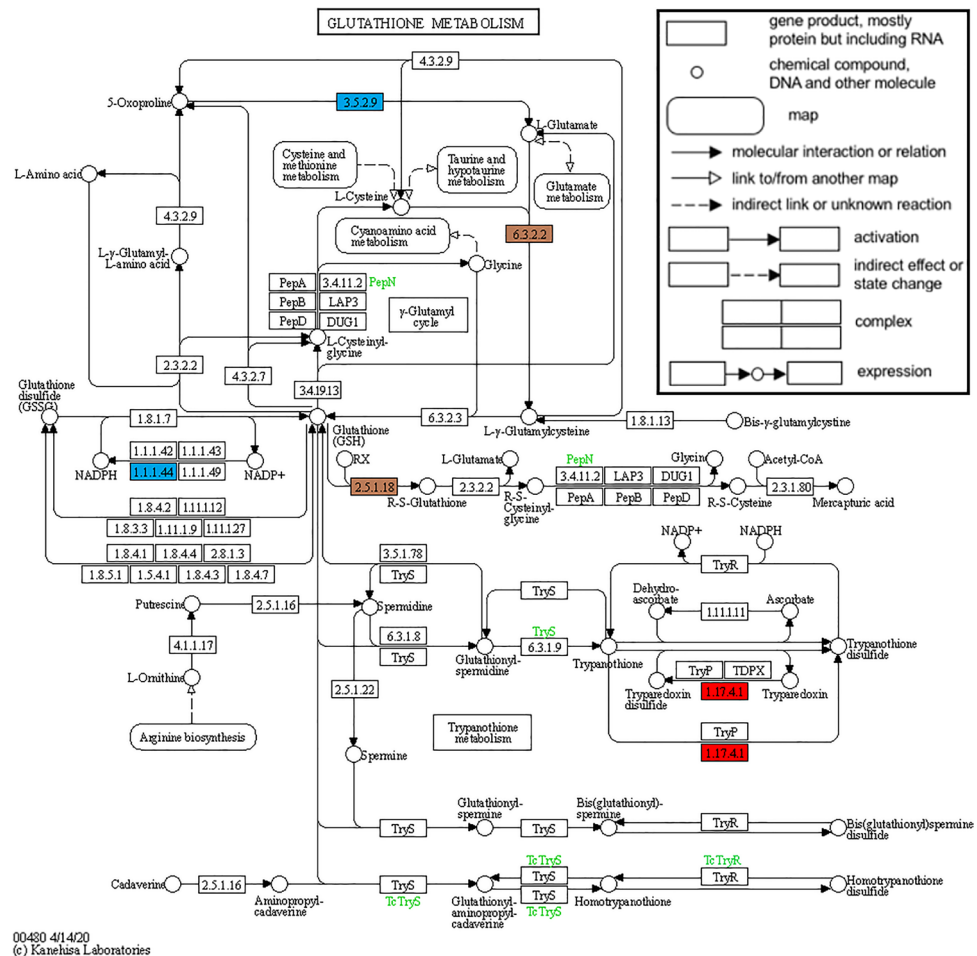 GLUTATHIONE METABOLISM
gene product, mostly
protein but including RNA
chemical compound,
DNA and other molecule
map
molecular interaction or relation
link to/from another map
indirect link or unknown reaction
activation
indirect effect or
state change
complex
expression
4.3.2.9
5-Oxoproline
3.5.2.9
L-Glutamate
Cysteine and
methionine
metabolism
Taurine and
hypotaurine
metabolism
Glutamate
metabolism
L-Amino acid
L-Cysteine
4.3.2.9
Cyanoamino acid
metabolism
6.3.2.2
L-γ-Glutamyl-
L-amino acid
Glycine
PepA
3.4.11.2
PepN
PepB
LAP3
PepD
DUG1
γ-Glutamyl
cycle
L-Cysteinyl-
glycine
2.3.2.2
4.3.2.7
3.4.19.13
Glutathione
disulfide
(GSSG)
1.8.1.7
Glutathione
(GSH)
6.3.2.3
L-γ-Glutamylcysteine
1.8.1.13
Bis-γ-glutamylcystine
1.1.1.42
1.1.1.43
1.1.1.44
1.1.1.49
NADPH
NADP+
RX
L-Glutamate
PepN
Glycine
Acetyl-CoA
3.4.11.2
LAP3
DUG1
2.5.1.18
2.3.2.2
PepA
PepB
PepD
2.3.1.80
R-S-Glutathione
R-S-
Cysteinyl-
glycine
R-S-Cysteine
Mercapturic acid
1.8.4.2
1.11.1.12
1.8.3.3
1.11.1.9
1.11.1.27
1.8.4.1
1.8.4.4
2.8.1.3
1.8.5.1
1.5.4.1
1.8.4.3
1.8.4.7
NADP+
NADPH
3.5.1.78
TryS
TryR
Putrescine
2.5.1.16
Spermidine
TryS
Dehydro-
ascorbate
1.11.1.11
Ascorbate
4.1.1.17
6.3.1.8
TryS
Glutathionyl-
spermidine
TryS
6.3.1.9
Trypanothione
Trypanothione
disulfide
L-Ornithine
2.5.1.22
TryP
TDPX
1.17.4.1
Tryparedoxin
disulfide
Tryparedoxin
Arginine biosynthesis
Trypanothione
metabolism
TryP
1.17.4.1
Spermine
Glutathionyl-
spermine
Bis(glutathionyl)-
spermine
TryS
TryS
TryR
Bis(glutathionyl)spermine
disulfide
TcTryS
TcTryR
Cadaverine
2.5.1.16
Aminopropyl-
cadaverine
TryS
TcTryS
Glutathionyl-
aminopropyl-
cadaverine
TryS
TryS
TcTryS
Homotrypanothione
TryR
Homotrypanothione
disulfide
00480 4/14/20
(c) Kanehisa Laboratories